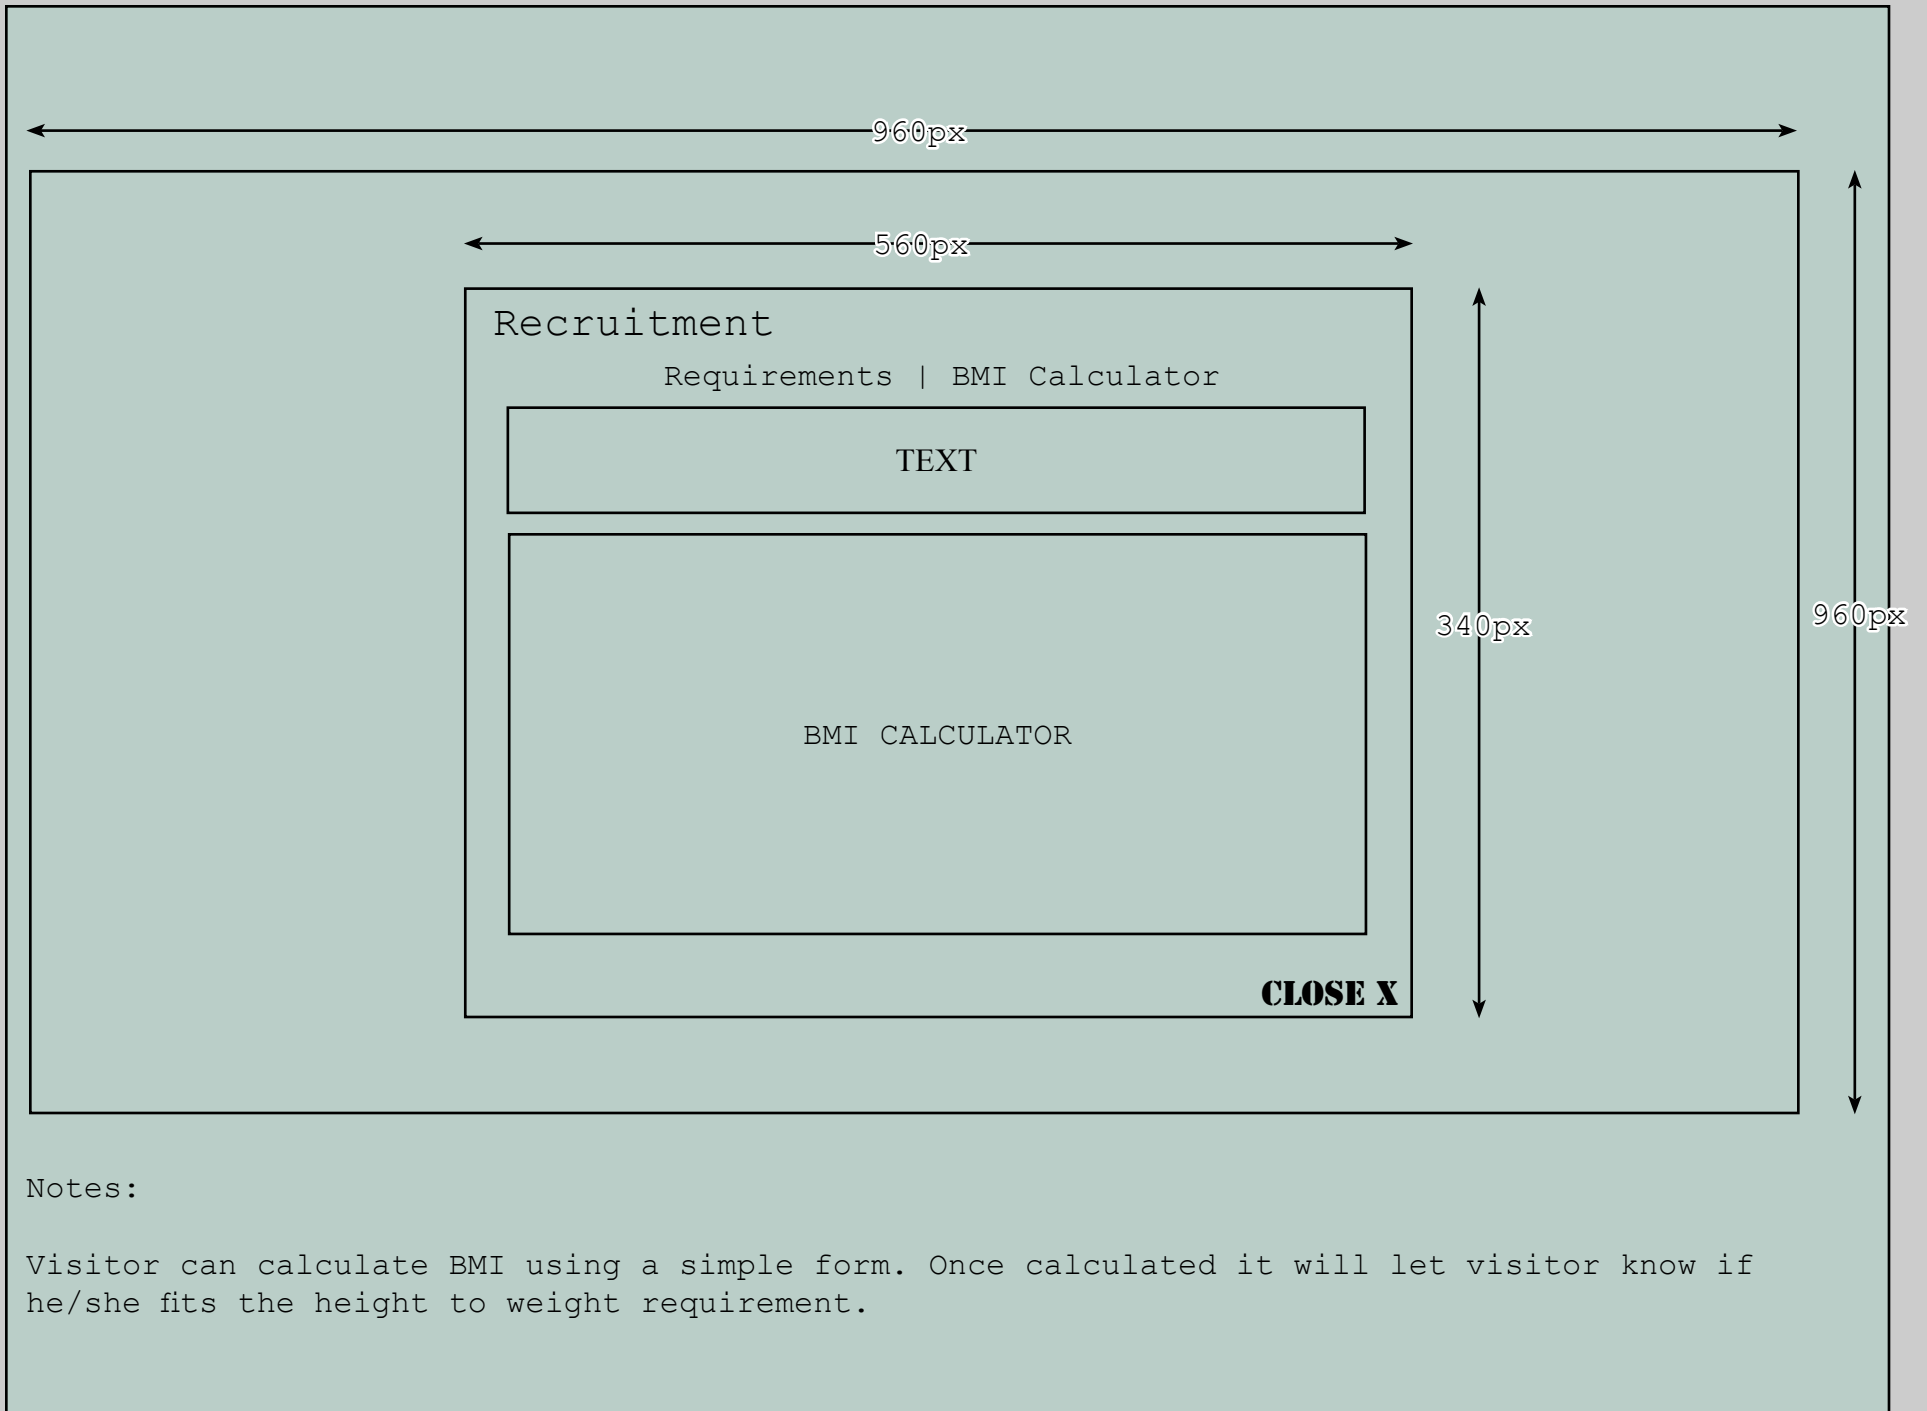 960px
560px
Recruitment
Requirements | BMI Calculator
TEXT
340px
960px
BMI CALCULATOR
CLOSE X
Notes:
Visitor can calculate BMI using a simple form. Once calculated it will let visitor know if
he/she fits the height to weight requirement.